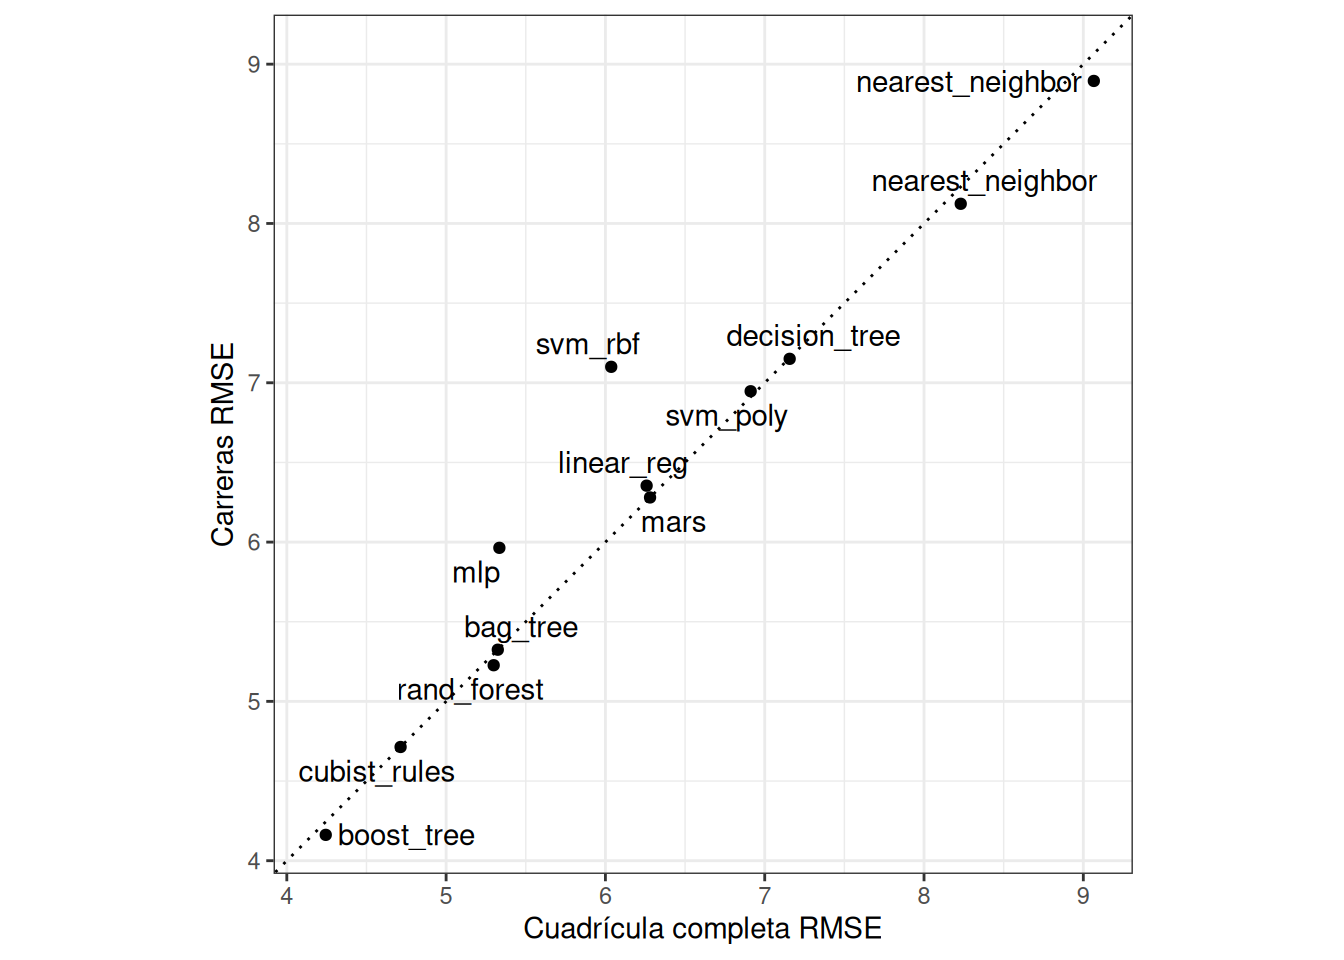 9
8
7
6
5
4
Carreras RMSE
nearest_neighbor
nearest_neighbor
decision_tree
svm_rbf
svm_poly
linear_reg
mars
mlp
bag_tree
rand_forest
cubist_rules
boost_tree
4 5 6 7 8 9
Cuadrícula completa RMSE